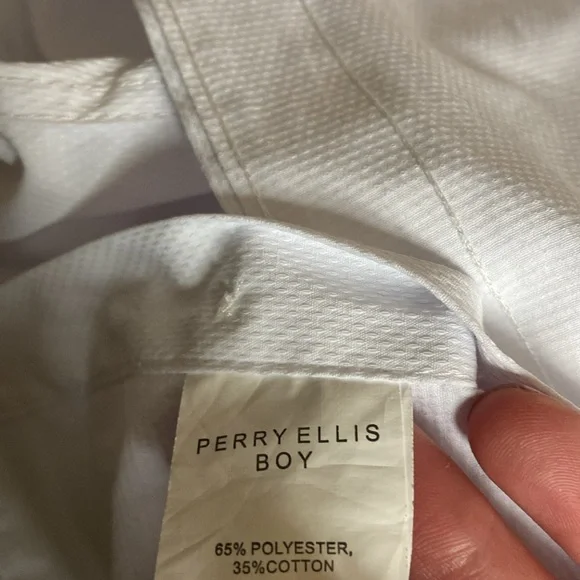 PERRY ELLIS
BOY
65% POLYESTER,
35%COTTON